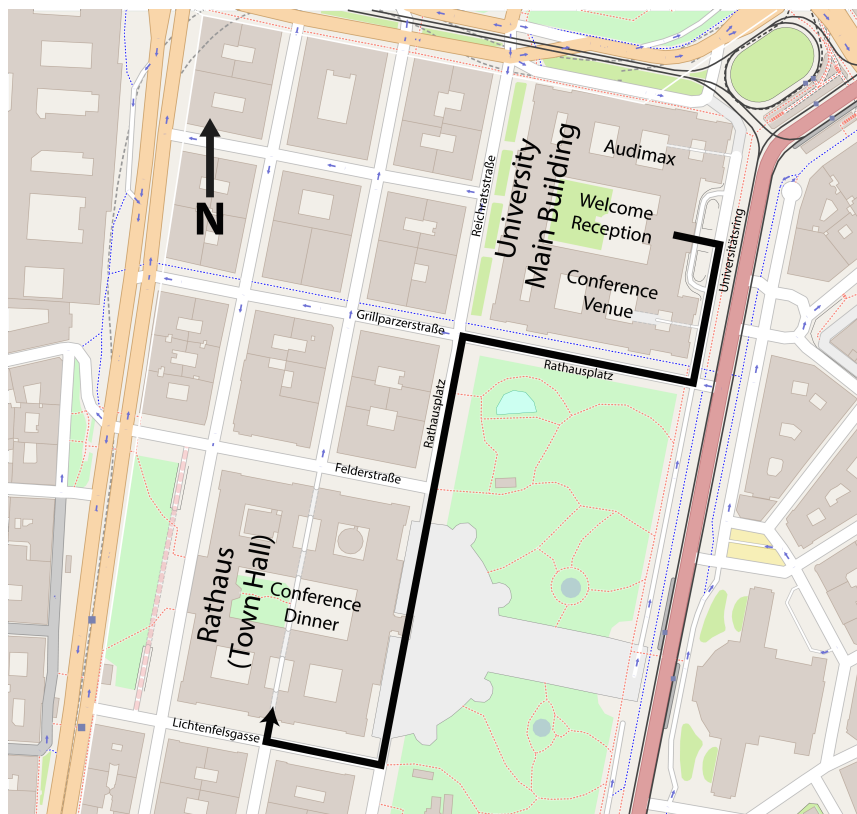 Audimax
University
Main Building
Welcome
Reception
Reichratsstraße
N
Universitätsring
Conference
Venue
Grillparzerstraße
Rathausplatz
Rathausplatz
Felderstraße
Rathaus
(Town Hall)
Conference
Dinner
Lichtenfelsgasse